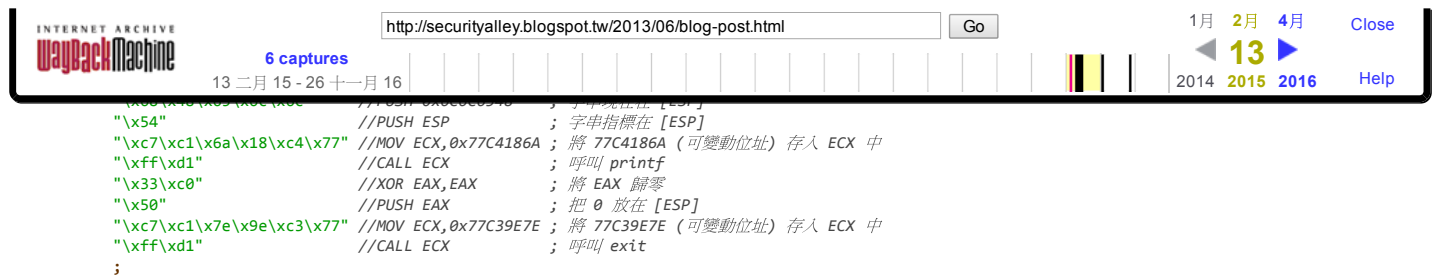 INTERNET ARCHIVE
WayBackMachine
http://securityalley.blogspot.tw/2013/06/blog-post.html
Go
1月 2月 4月
Close
6 captures
13
13 二月 15 - 26 十一月 16
2014 2015 2016
Help
"\x54" //PUSH ESP ; 字串指標在 [ESP]
"\xc7\xc1\x6a\x18\xc4\x77" //MOV ECX,0x77C4186A ; 將 77C4186A (可變動位址) 存入 ECX 中
"\xff\xd1" //CALL ECX ; 呼叫 printf
"\x33\xc0" //XOR EAX,EAX ; 將 EAX 歸零
"\x50" //PUSH EAX ; 把 0 放在 [ESP]
"\xc7\xc1\x7e\x9e\xc3\x77" //MOV ECX,0x77C39E7E ; 將 77C39E7E (可變動位址) 存入 ECX 中
"\xff\xd1" //CALL ECX ; 呼叫 exit
;